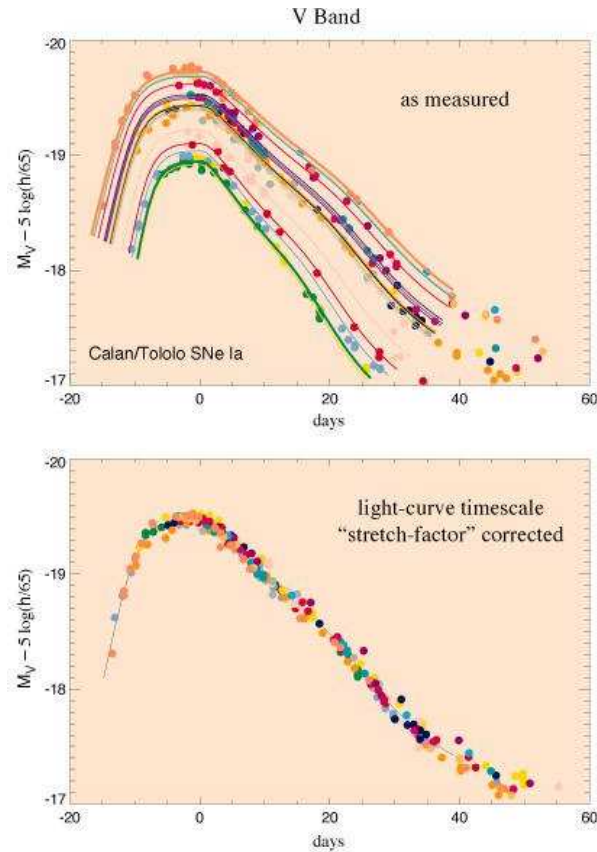 V Band
-20
as measured
-19
M_V − 5 log(h/65)
-18
Calan/Tololo SNe Ia
-17
-20 0 20 40 60
days
-20
light-curve timescale
“stretch-factor” corrected
-19
M_V − 5 log(h/65)
-18
-17
-20 0 20 40 60
days